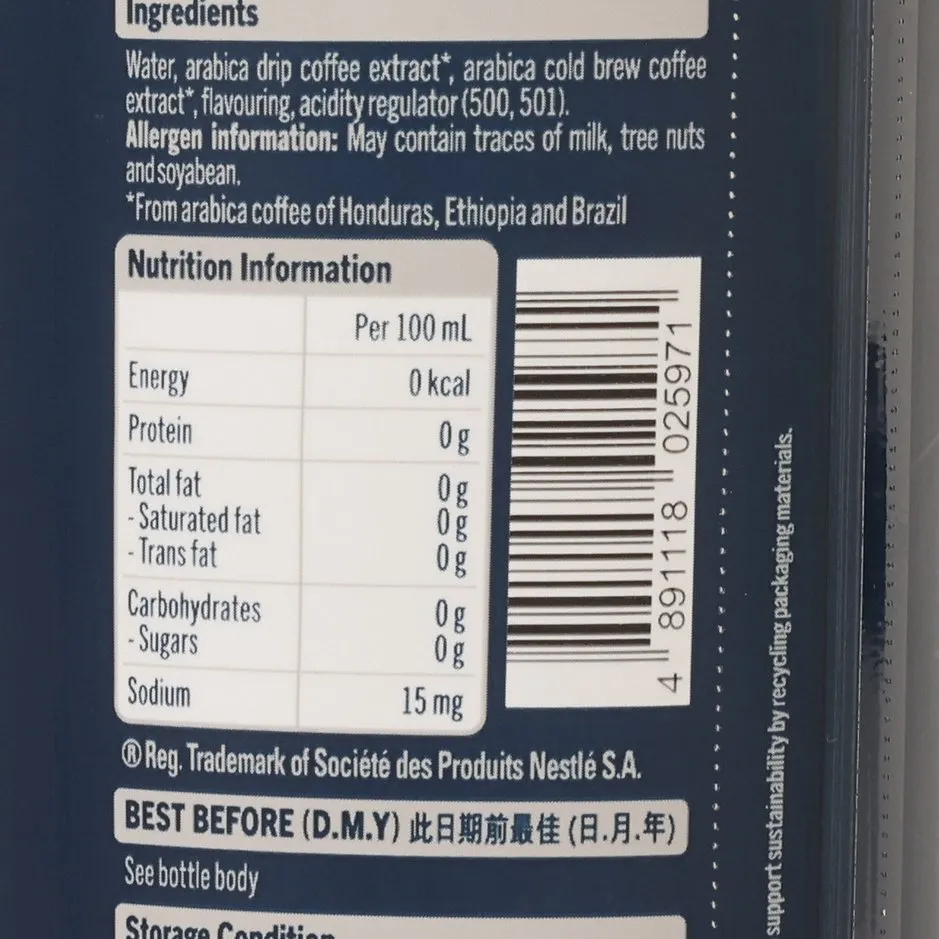 Ingredients
Water, arabica drip coffee extract*, arabica cold brew coffee
extract*, flavouring, acidity regulator (500, 501).
Allergen information: May contain traces of milk, tree nuts
and soyabean.
*From arabica coffee of Honduras, Ethiopia and Brazil
Nutrition Information
Per 100 mL
Energy 0 kcal
Protein 0 g
Total fat 0 g
- Saturated fat 0 g
- Trans fat 0 g
Carbohydrates 0 g
- Sugars 0 g
Sodium 15 mg
4 891118 025971
® Reg. Trademark of Société des Produits Nestlé S.A.
BEST BEFORE (D.M.Y) 此日期前最佳 (日.月.年)
See bottle body
Storage Condition
support sustainability by recycling packaging materials.